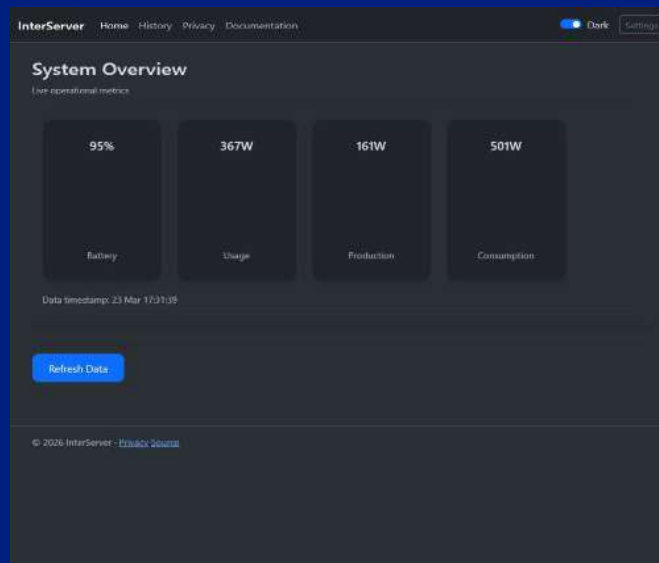 InterServer Home History Privacy Documentation Dark Settings
System Overview
Live operational metrics
95% 367W 161W 501W
Battery Usage Production Consumption
Data timestamp: 23 Mar 17:31:39
Refresh Data
© 2026 InterServer - Privacy Source